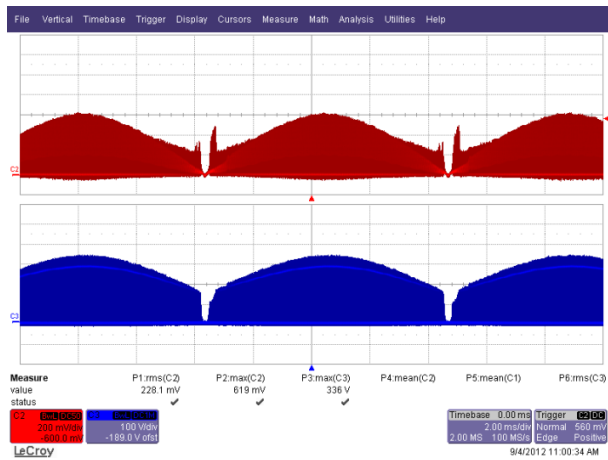 File Vertical Timebase Trigger Display Cursors Measure Math Analysis Utilities Help
C2
C3
Measure P1:rms(C2) P2:max(C2) P3:max(C3) P4:mean(C2) P5:mean(C1) P6:rms(C3)
value 228.1 mV 619 mV 336 V
status
C2 BwL DC50
200 mV/div
-600.0 mV
100 V/div
-189.0 V ofst
Timebase 0.00 ms
2.00 ms/div
2.00 MS 100 MS/s
Trigger C2 DC
Normal 560 mV
Edge Positive
LeCroy
9/4/2012 11:00:34 AM